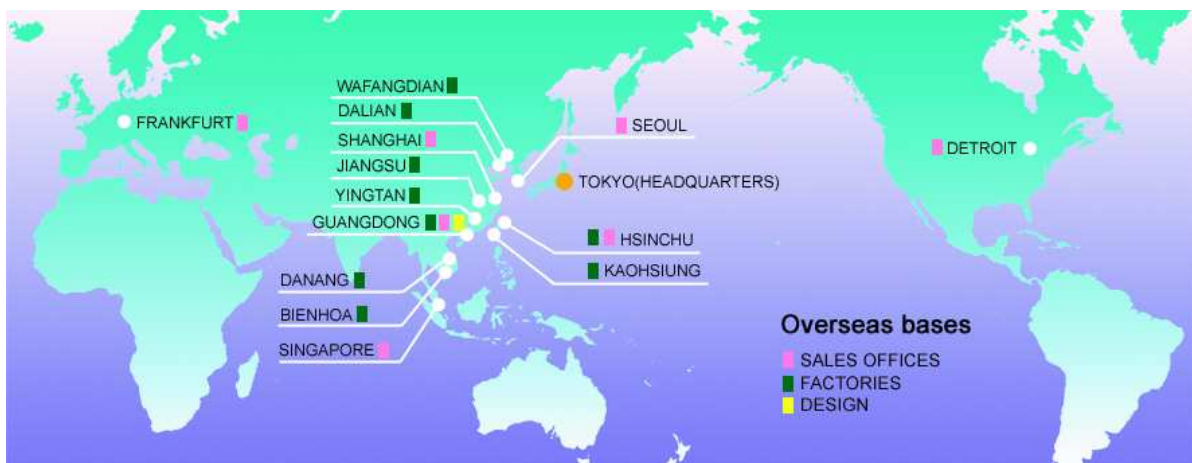 WAFANGDIAN
DALIAN
SHANGHAI
JIANGSU
YINGTAN
GUANGDONG
DANANG
BIENHOA
SINGAPORE
FRANKFURT
SEOUL
TOKYO(HEADQUARTERS)
HSINCHU
KAOHSIUNG
DETROIT
Overseas bases
SALES OFFICES
FACTORIES
DESIGN